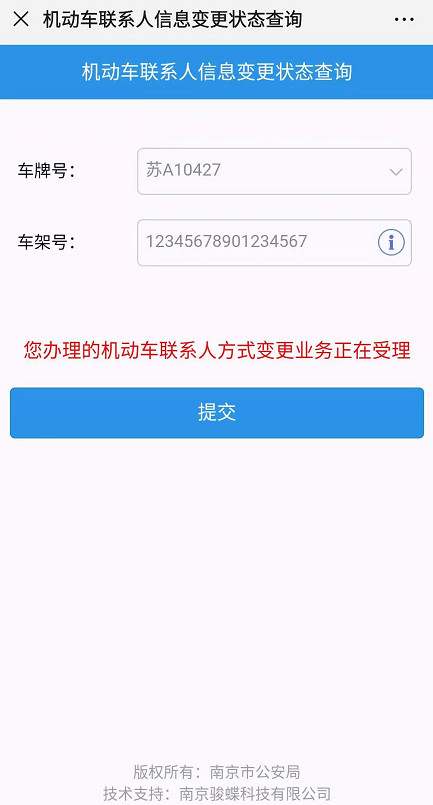 机动车联系人信息变更状态查询
机动车联系人信息变更状态查询
车牌号：
苏A10427
车架号：
12345678901234567
您办理的机动车联系人方式变更业务正在受理
提交
版权所有：南京市公安局
技术支持：南京骏蝶科技有限公司